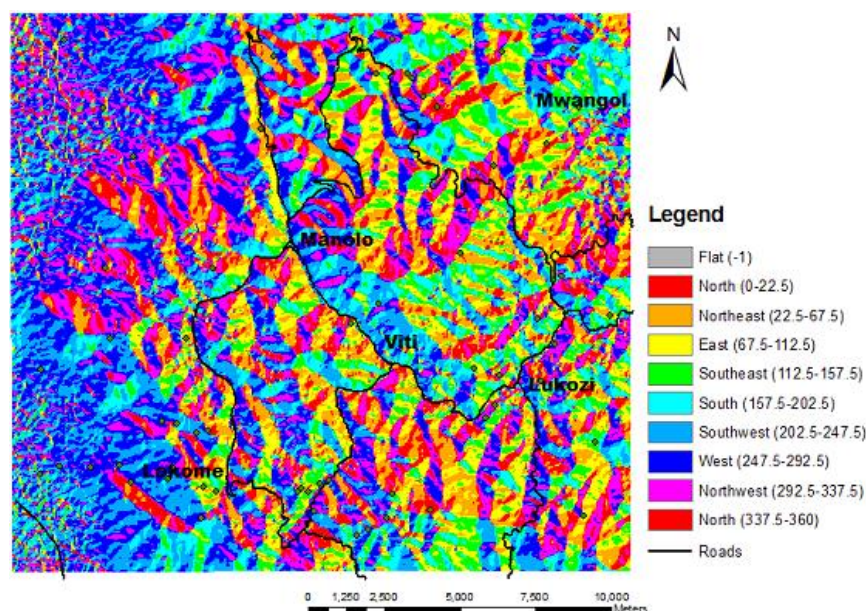 N
Mwangoi
Manolo
Viti
Lukozi
Lokome
Legend
Flat (-1)
North (0-22.5)
Northeast (22.5-67.5)
East (67.5-112.5)
Southeast (112.5-157.5)
South (157.5-202.5)
Southwest (202.5-247.5)
West (247.5-292.5)
Northwest (292.5-337.5)
North (337.5-360)
Roads
0 1,250 2,500 5,000 7,500 10,000
Meters